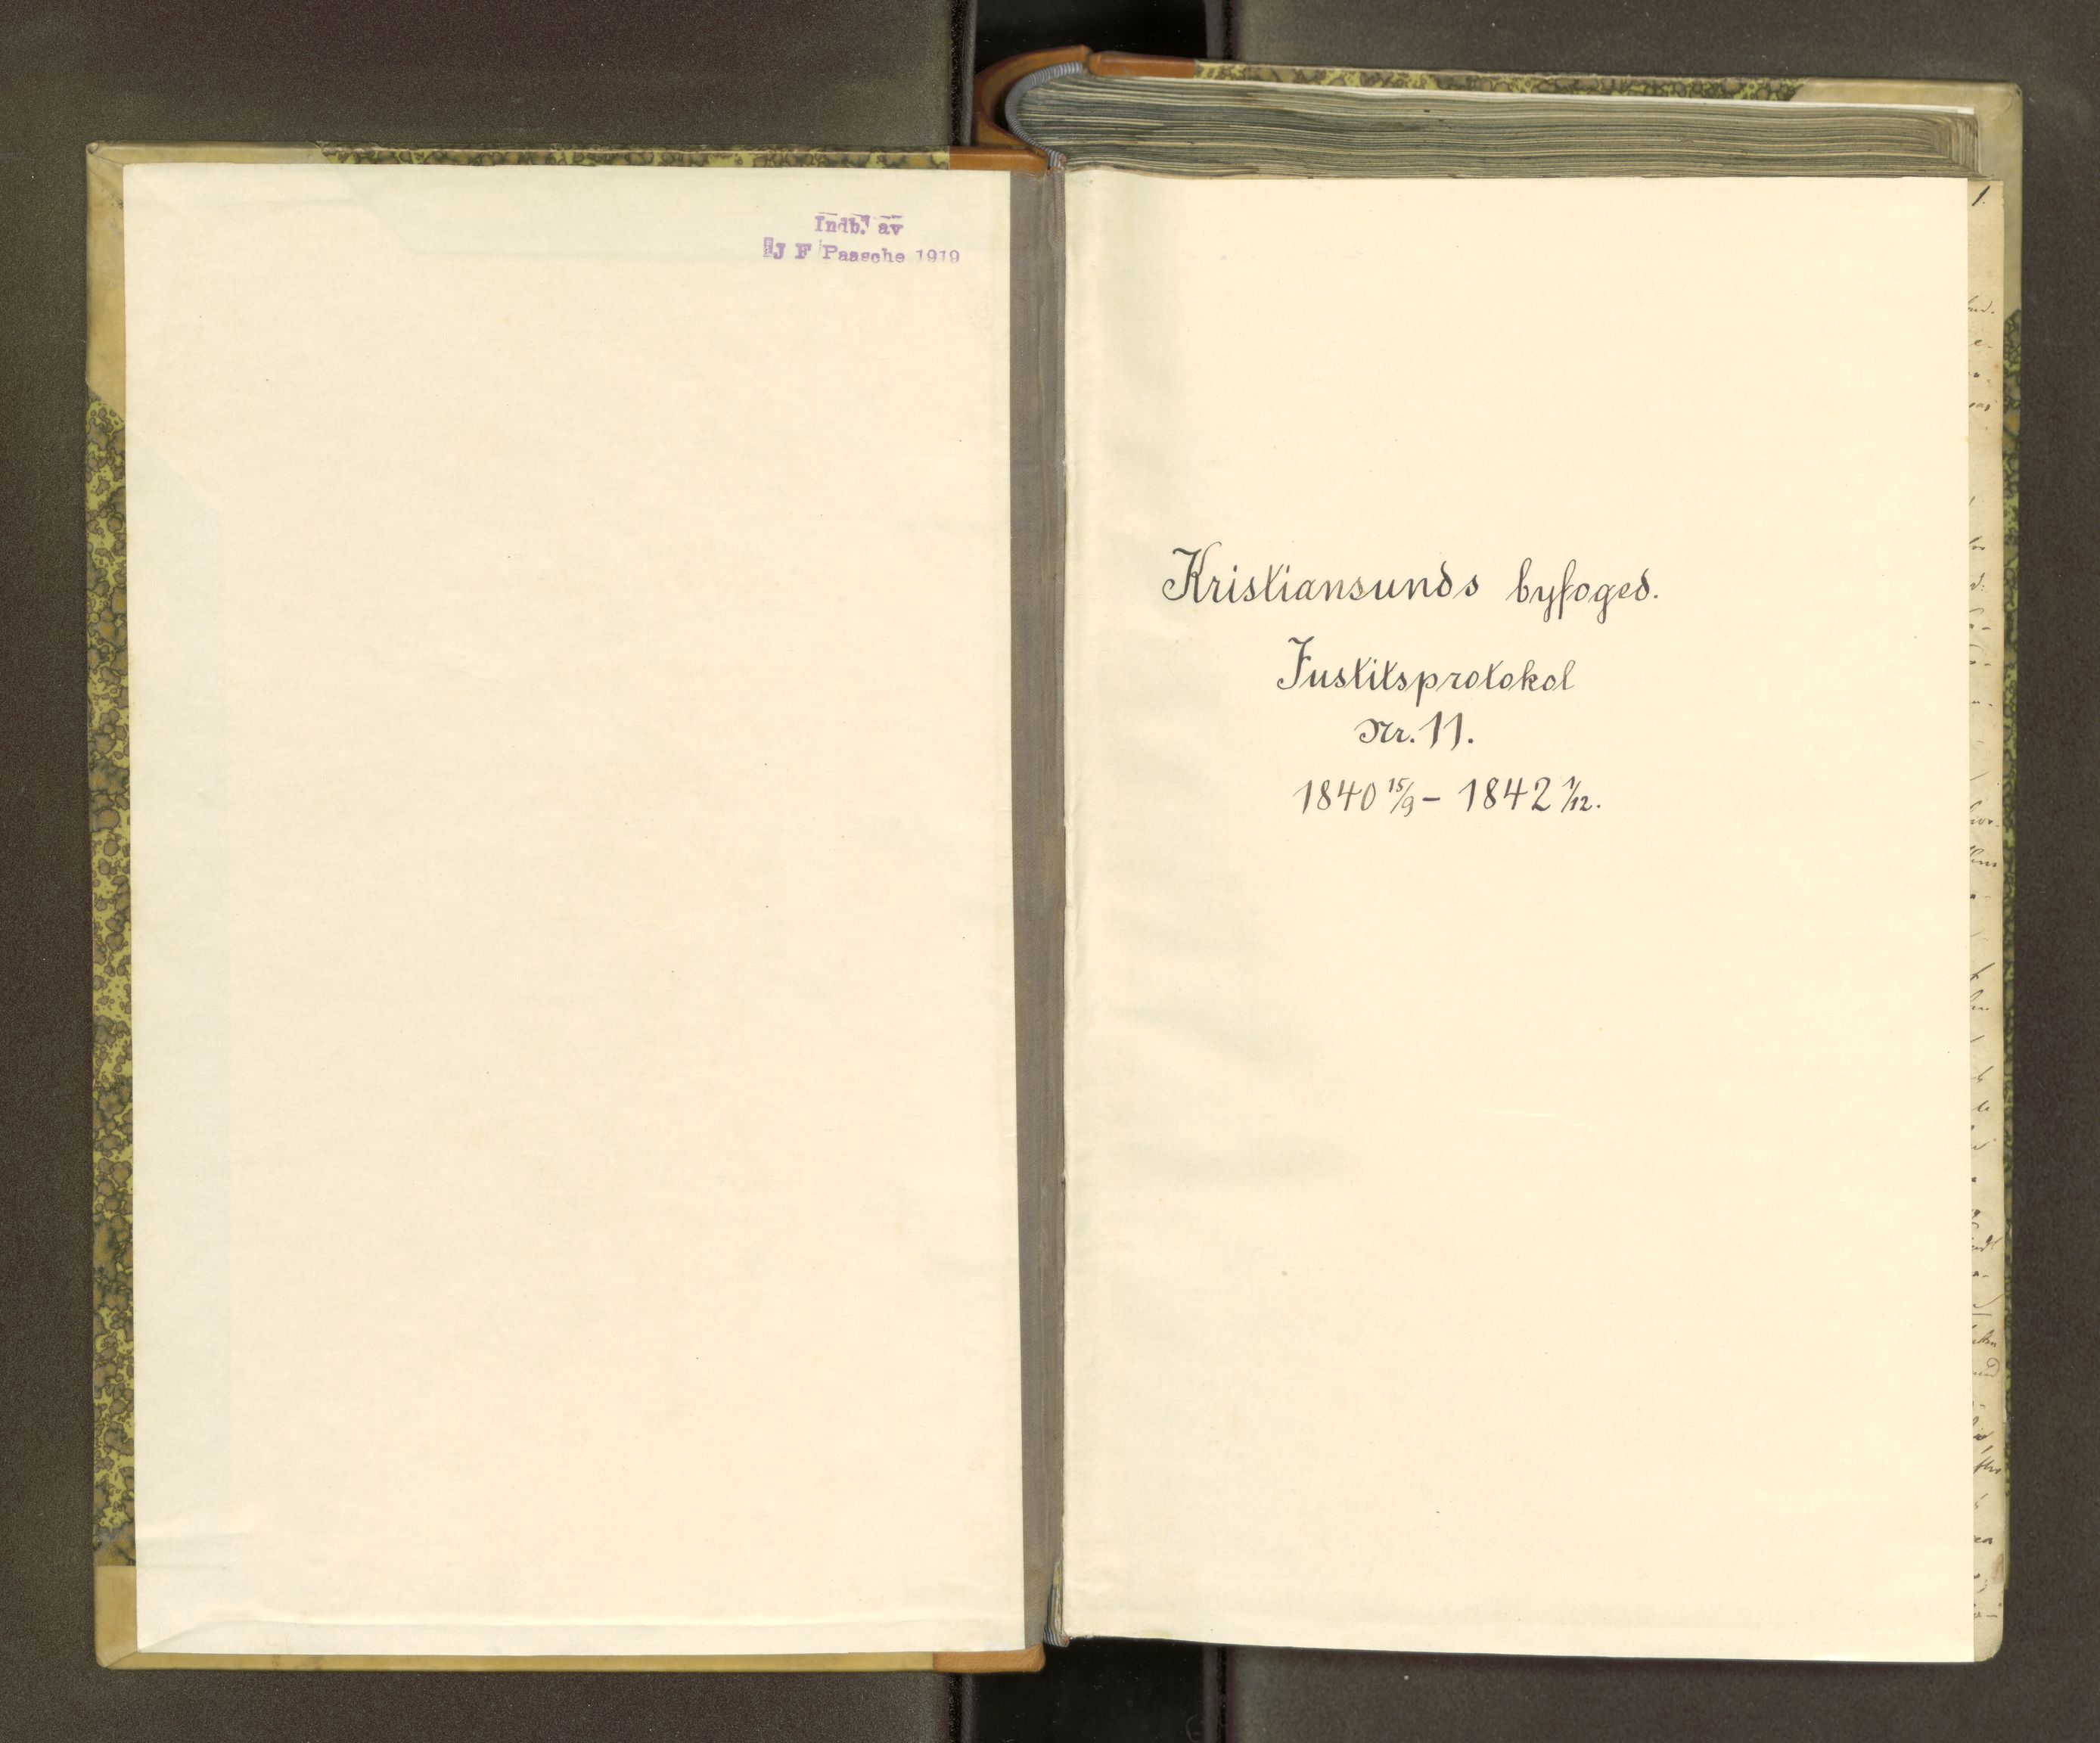 Indb. av
J F Paasche 1919
Kristiansunds byfoged.
Justitsprotokol
Nr. 11.
1840 15/9 – 1842 1/12.
1.